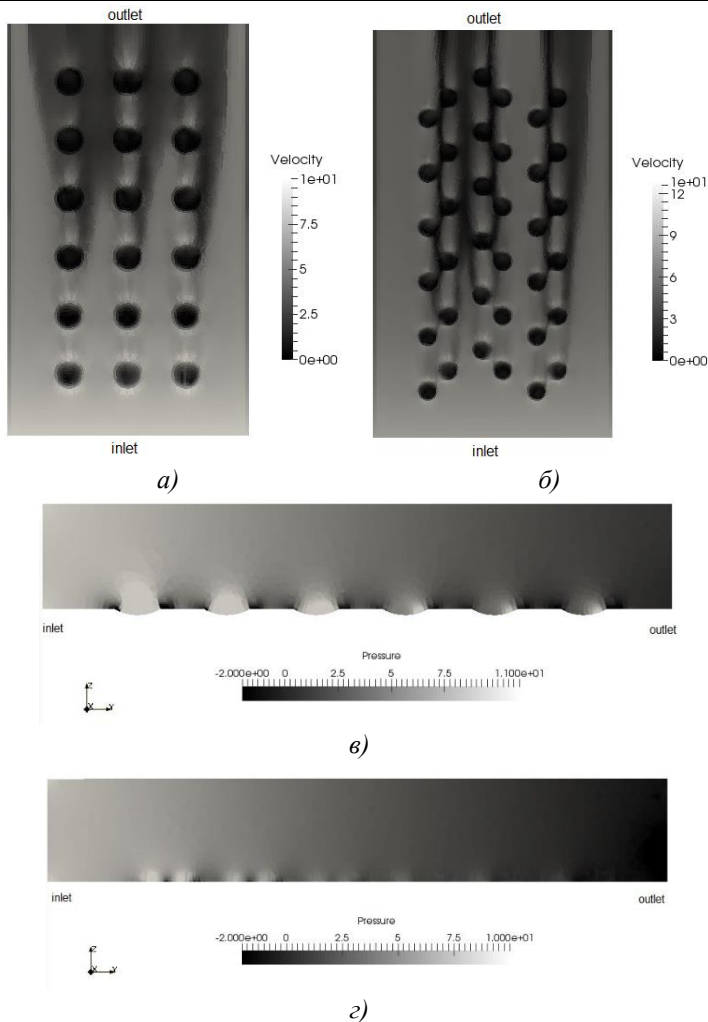 outlet
outlet
Velocity
1e+01
7.5
5
2.5
0e+00
Velocity
1e+01
12
9
6
3
0e+00
inlet
inlet
а)
б)
inlet
outlet
Pressure
-2.000e+00 0 2.5 5 7.5 1.100e+01
Z
X Y
в)
inlet
outlet
Pressure
-2.000e+00 0 2.5 5 7.5 1.000e+01
Z
X Y
г)